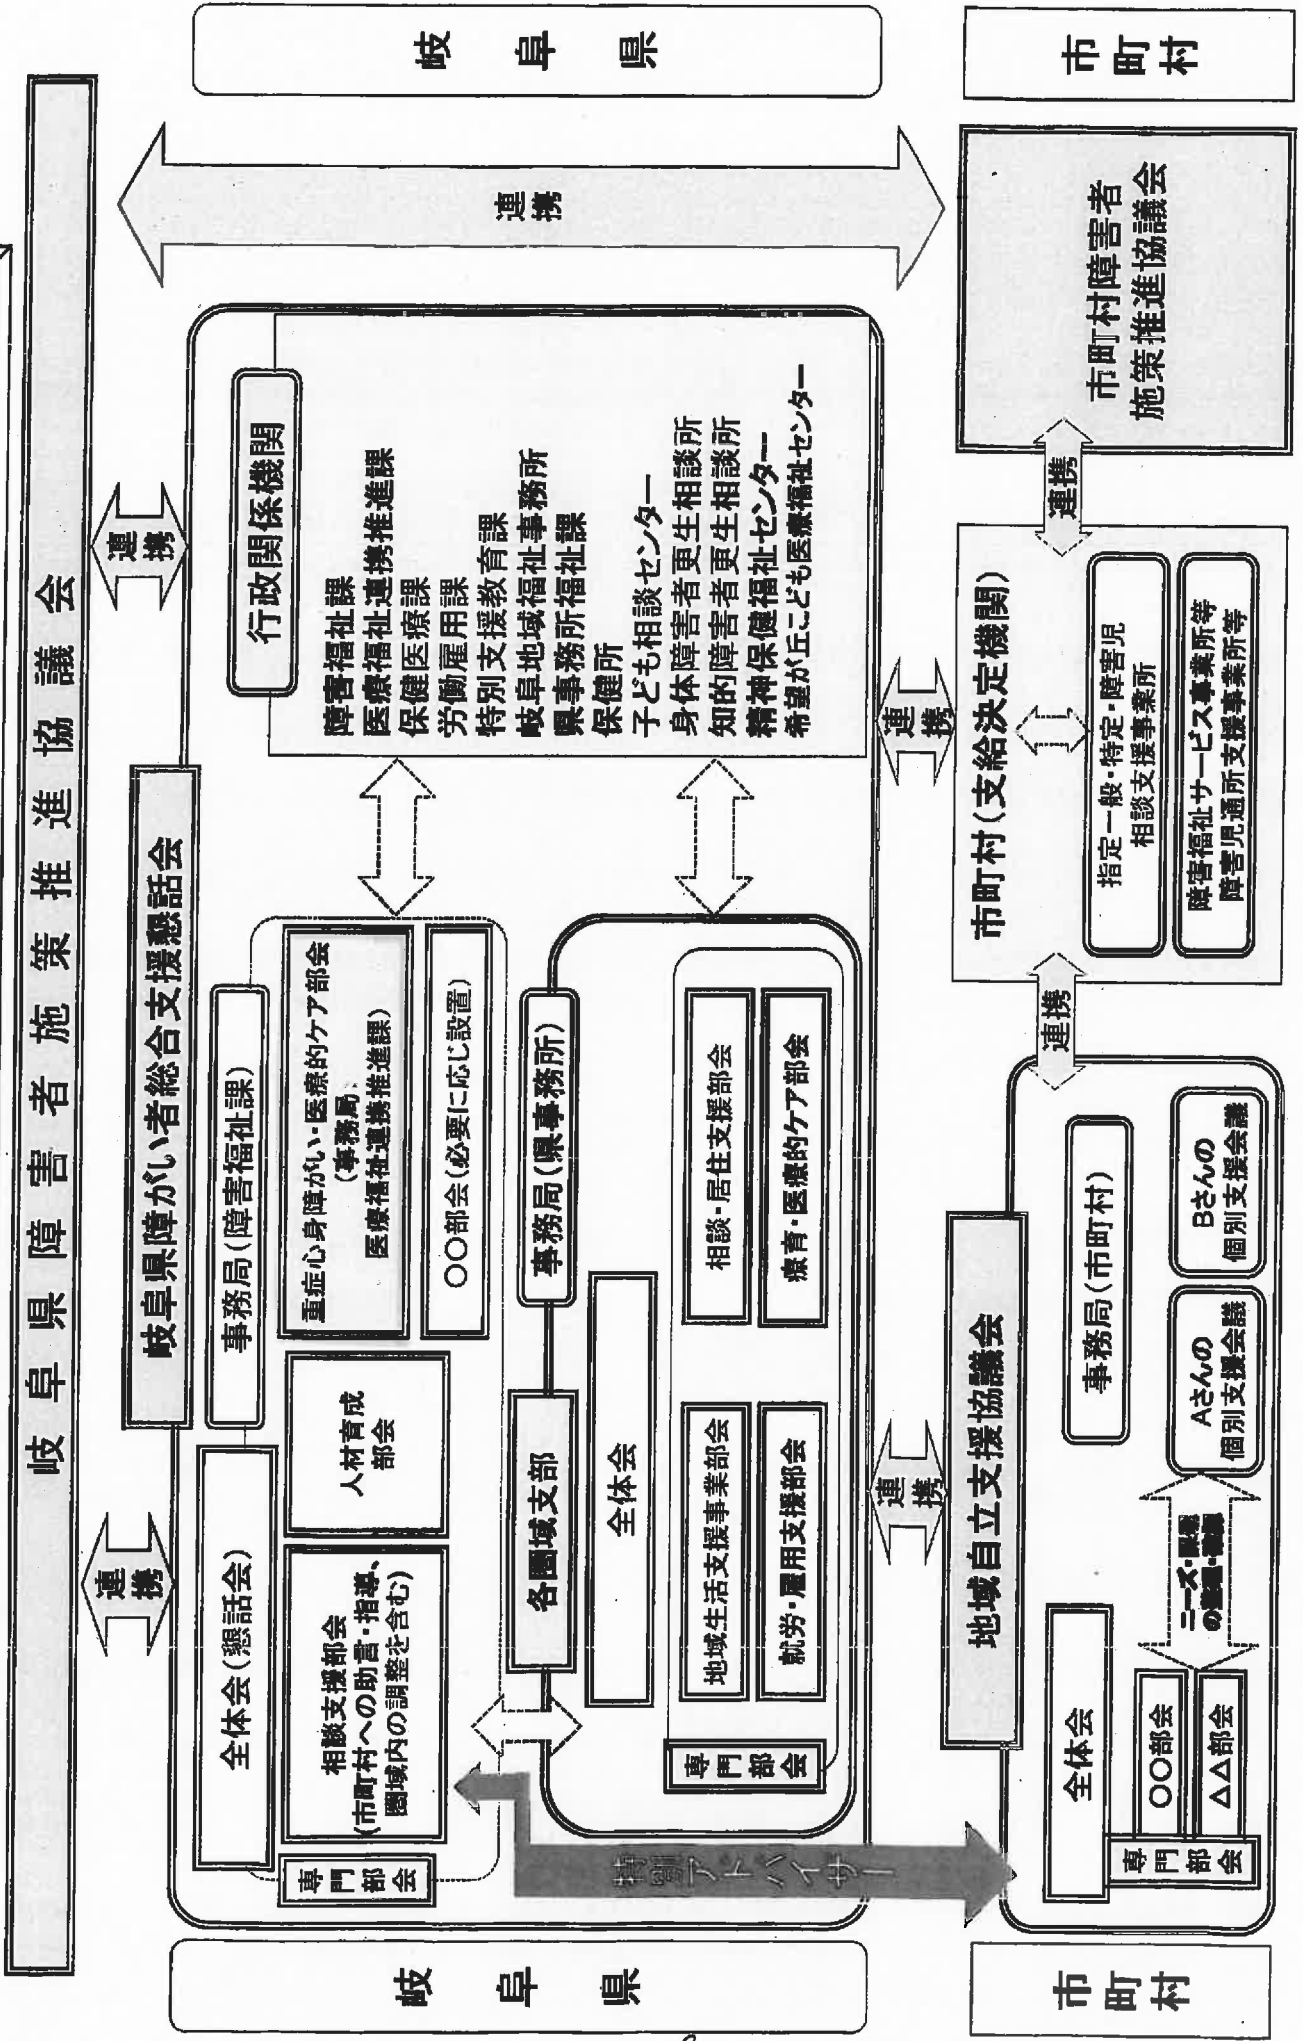 岐阜県障害者施策推進協議会
連携
連携
岐阜県
岐阜県
連携
岐阜県障がい者総合支援懇話会
全体会(懇話会)
事務局(障害福祉課)
専門部会
相談支援部会
(市町村への助言・指導、
圏域内の調整を含む)
人材育成
部会
重症心身障がい・医療的ケア部会
(事務局:
医療福祉連携推進課)
〇〇部会(必要に応じ設置)
行政関係機関
障害福祉課
医療福祉連携推進課
保健医療課
労働雇用課
特別支援教育課
岐阜地域福祉事務所
県事務所福祉課
保健所
子ども相談センター
身体障害者更生相談所
知的障害者更生相談所
精神保健福祉センター
希望が丘こども医療福祉センター
各圏域支部
事務局(県事務所)
全体会
専門部会
地域生活支援事業部会
相談・居住支援部会
就労・雇用支援部会
療育・医療的ケア部会
特別アドバイザー
連携
連携
市町村
市町村
地域自立支援協議会
全体会
事務局(市町村)
専門部会
〇〇部会
△△部会
ニーズ・課題
Aさんの
個別支援会議
Bさんの
個別支援会議
連携
市町村(支給決定機関)
指定一般・特定・障害児
相談支援事業所
障害福祉サービス事業所等
障害児通所支援事業所等
連携
市町村障害者
施策推進協議会